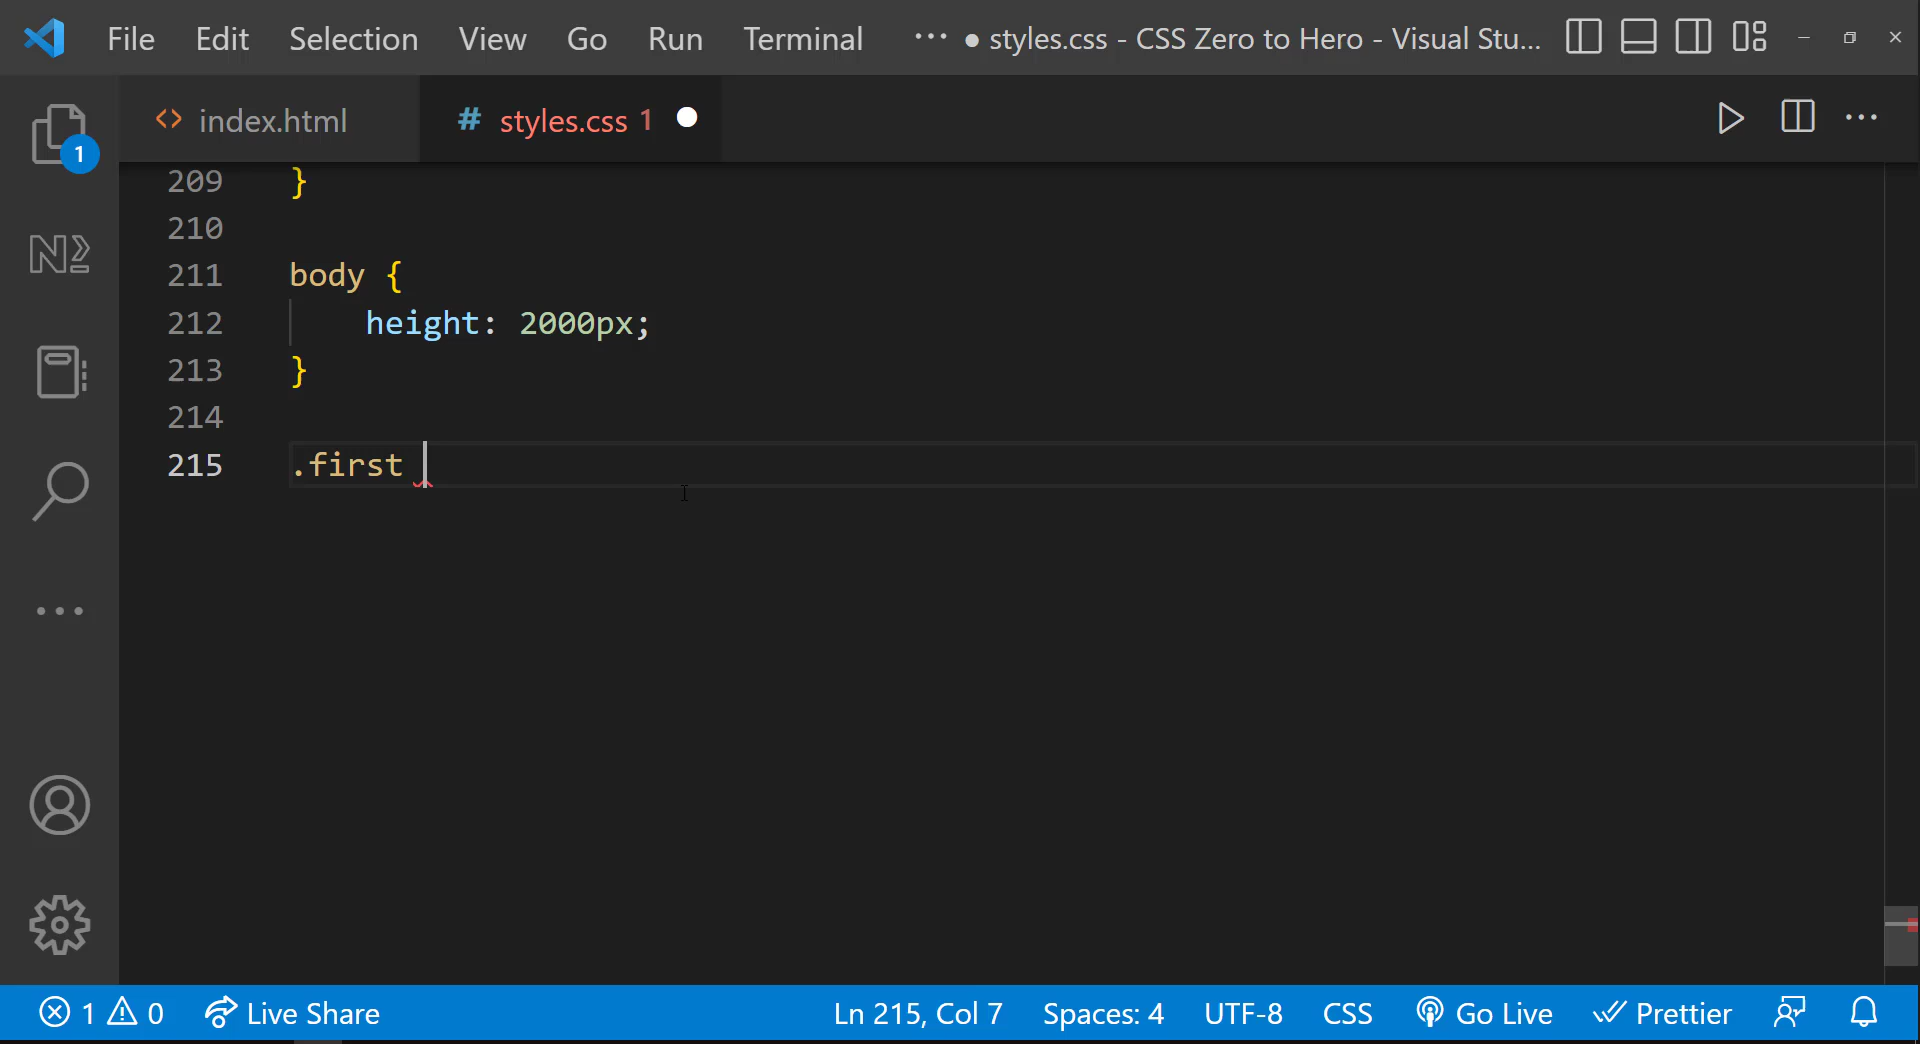 File Edit Selection View Go Run Terminal ··· ● styles.css - CSS Zero to Hero - Visual Stu...
1
<> index.html # styles.css 1 ●
209 }
210
211 body {
212 height: 2000px;
213 }
214
215 .first
1 0 Live Share Ln 215, Col 7 Spaces: 4 UTF-8 CSS Go Live Prettier